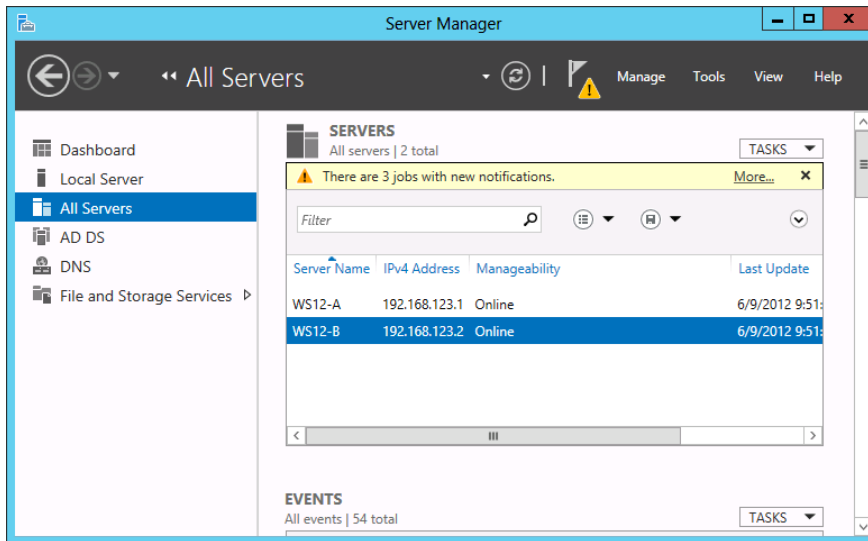 Server Manager
All Servers
Manage Tools View Help
Dashboard
Local Server
All Servers
AD DS
DNS
File and Storage Services
SERVERS
All servers | 2 total
TASKS
There are 3 jobs with new notifications. More...
Filter
Server Name IPv4 Address Manageability Last Update
WS12-A 192.168.123.1 Online 6/9/2012 9:51:
WS12-B 192.168.123.2 Online 6/9/2012 9:51:
EVENTS
All events | 54 total
TASKS